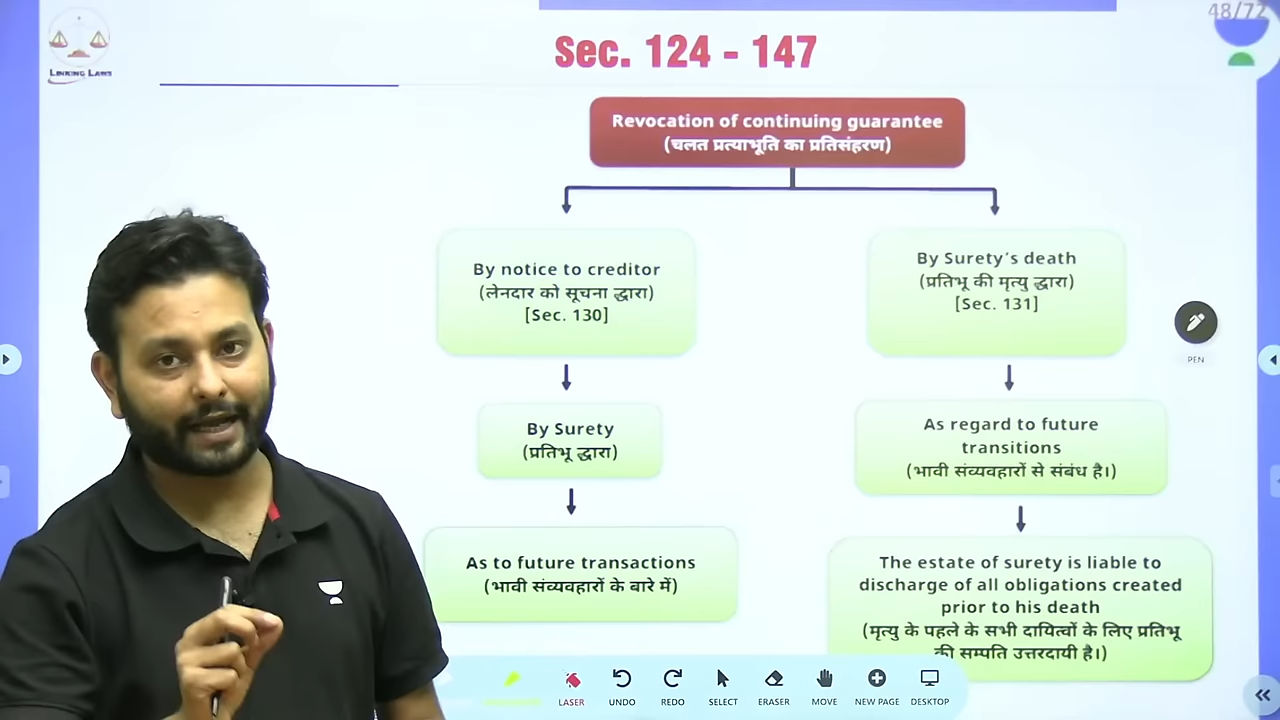 48/72
LINKING LAWS
Sec. 124 - 147
Revocation of continuing guarantee
(चलत प्रत्याभूति का प्रतिसंहरण)
By notice to creditor
(लेनदार को सूचना द्धारा)
[Sec. 130]
By Surety
(प्रतिभू द्धारा)
As to future transactions
(भावी संव्यवहारों के बारे में)
By Surety's death
(प्रतिभू की मृत्यु द्धारा)
[Sec. 131]
As regard to future
transitions
(भावी संव्यवहारों से संबंध है।)
The estate of surety is liable to
discharge of all obligations created
prior to his death
(मृत्यु के पहले के सभी दायित्वों के लिए प्रतिभू
की सम्पति उत्तरदायी है।)
PEN
LASER
UNDO
REDO
SELECT
ERASER
MOVE
NEW PAGE
DESKTOP